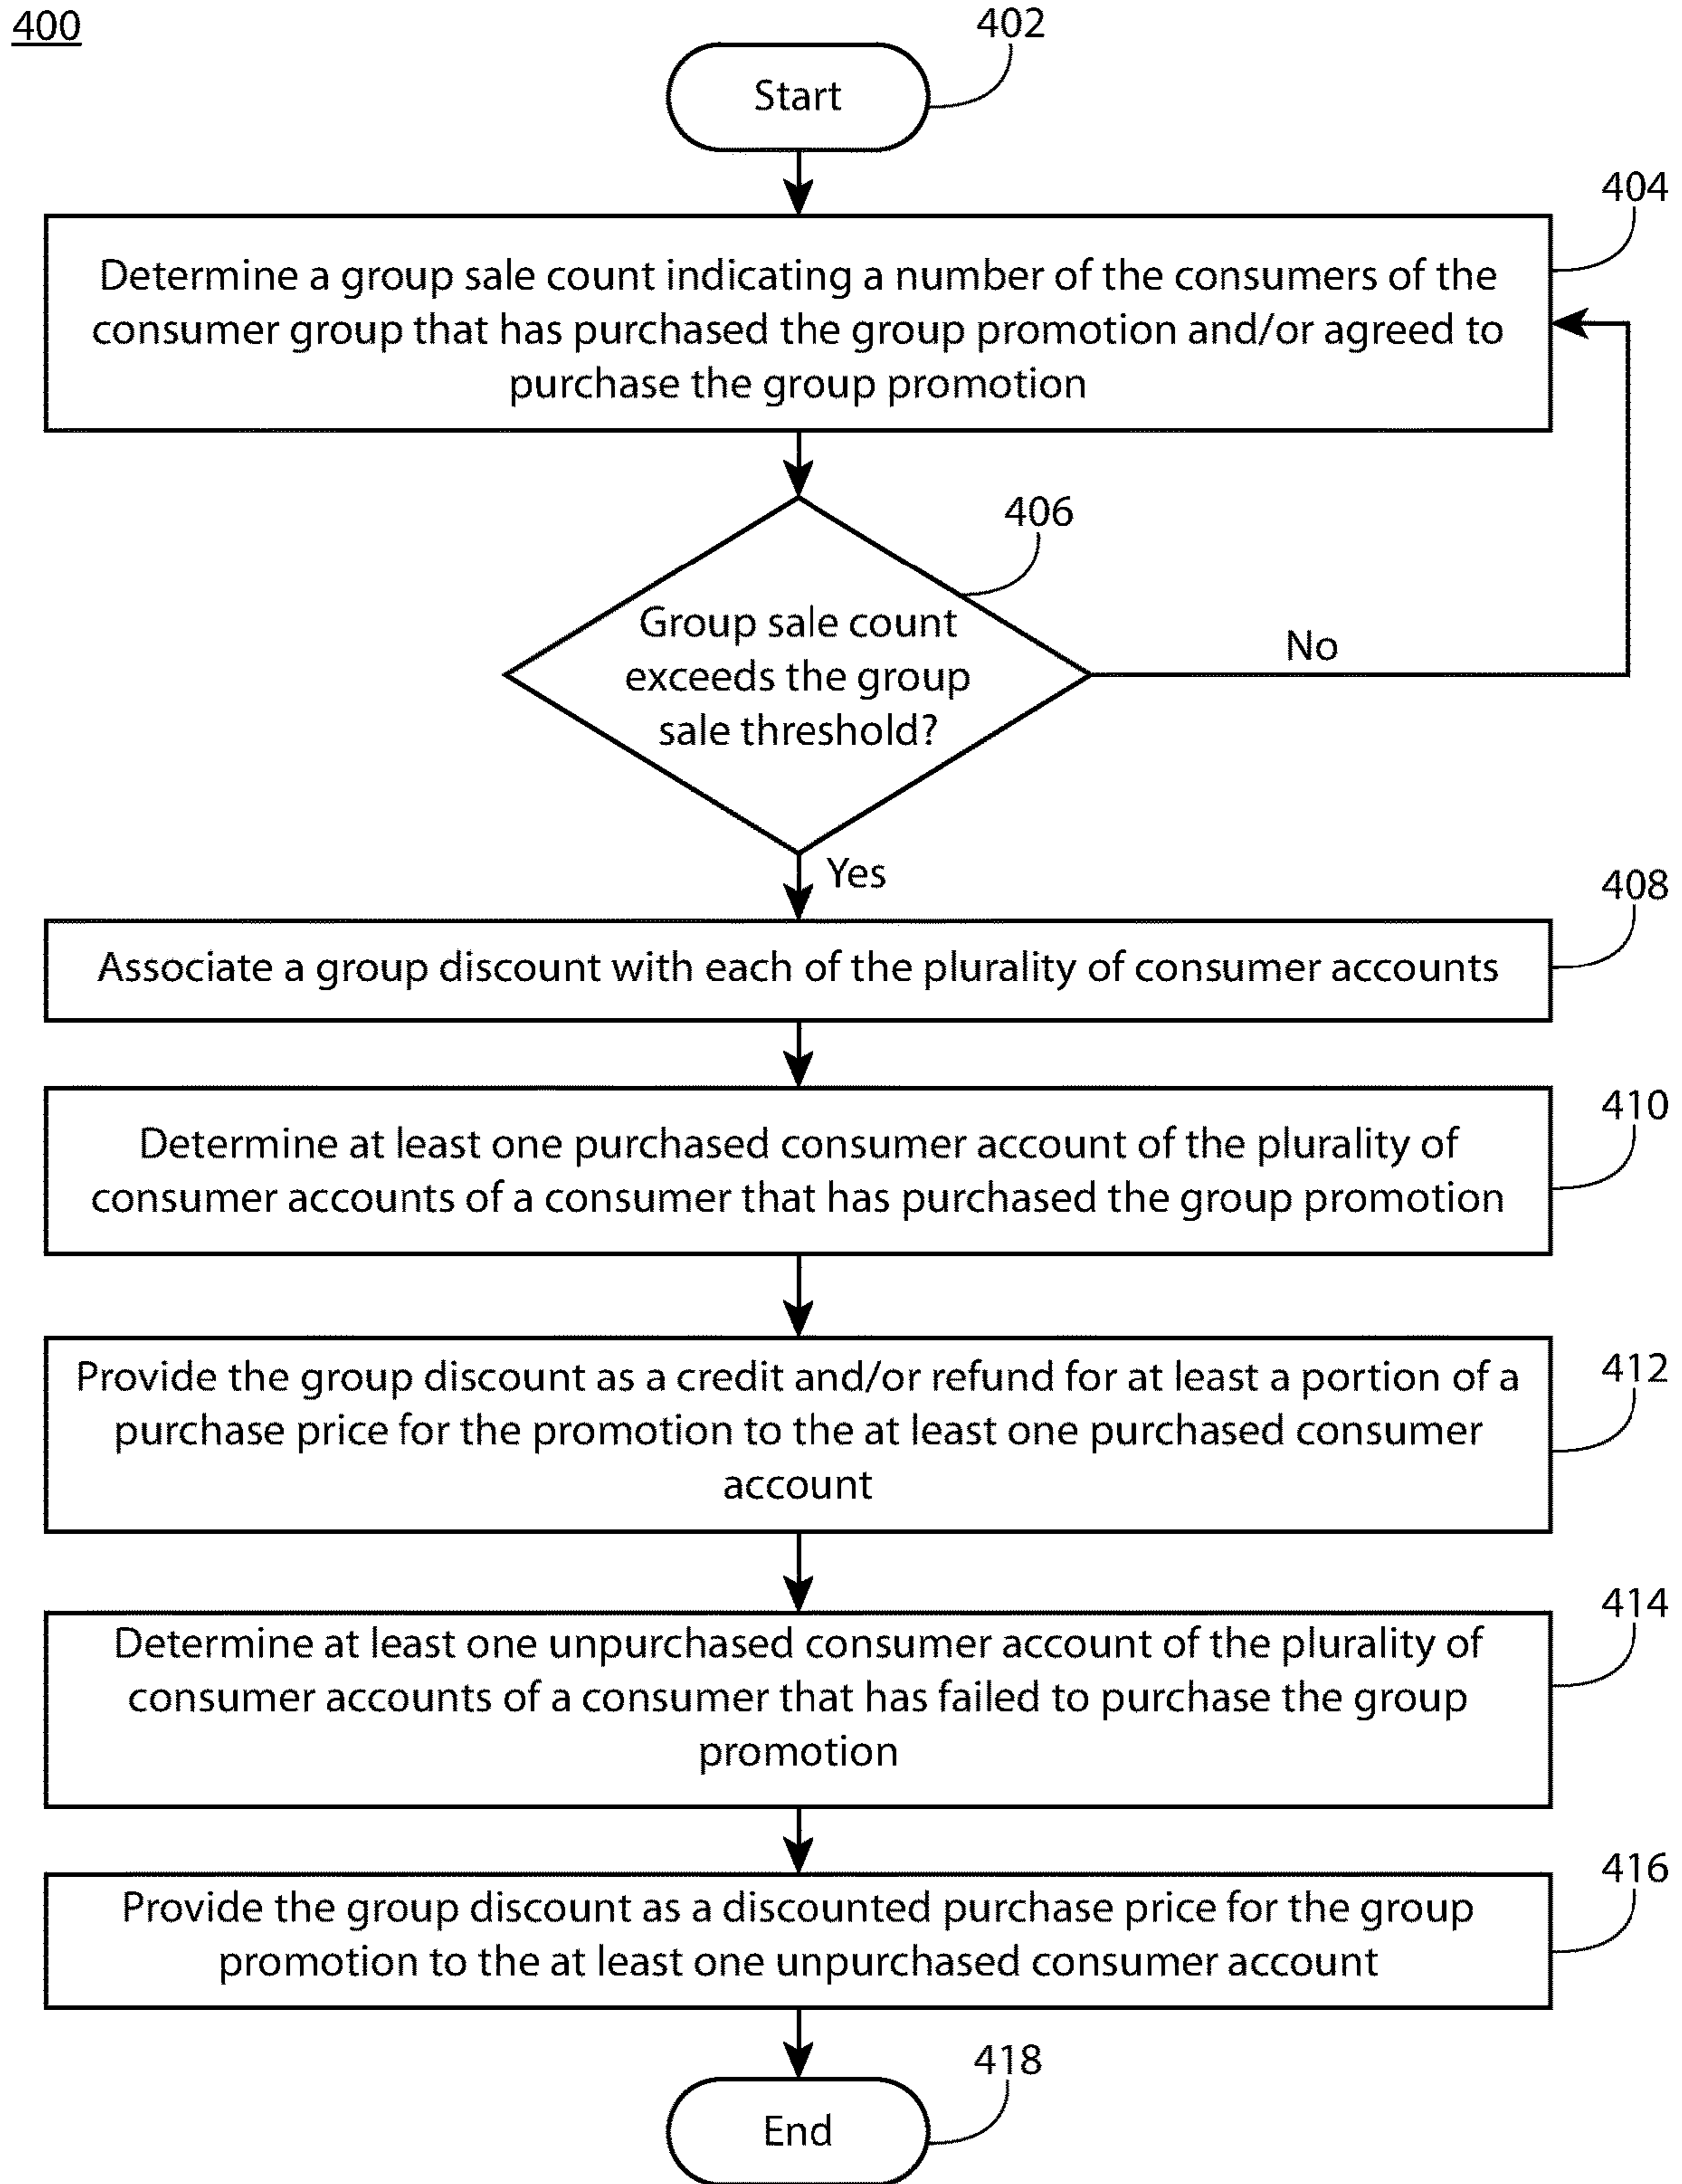 400
402
Start
404
Determine a group sale count indicating a number of the consumers of the
consumer group that has purchased the group promotion and/or agreed to
purchase the group promotion
406
Group sale count
exceeds the group
sale threshold?
No
Yes
408
Associate a group discount with each of the plurality of consumer accounts
410
Determine at least one purchased consumer account of the plurality of
consumer accounts of a consumer that has purchased the group promotion
412
Provide the group discount as a credit and/or refund for at least a portion of a
purchase price for the promotion to the at least one purchased consumer
account
414
Determine at least one unpurchased consumer account of the plurality of
consumer accounts of a consumer that has failed to purchase the group
promotion
416
Provide the group discount as a discounted purchase price for the group
promotion to the at least one unpurchased consumer account
418
End